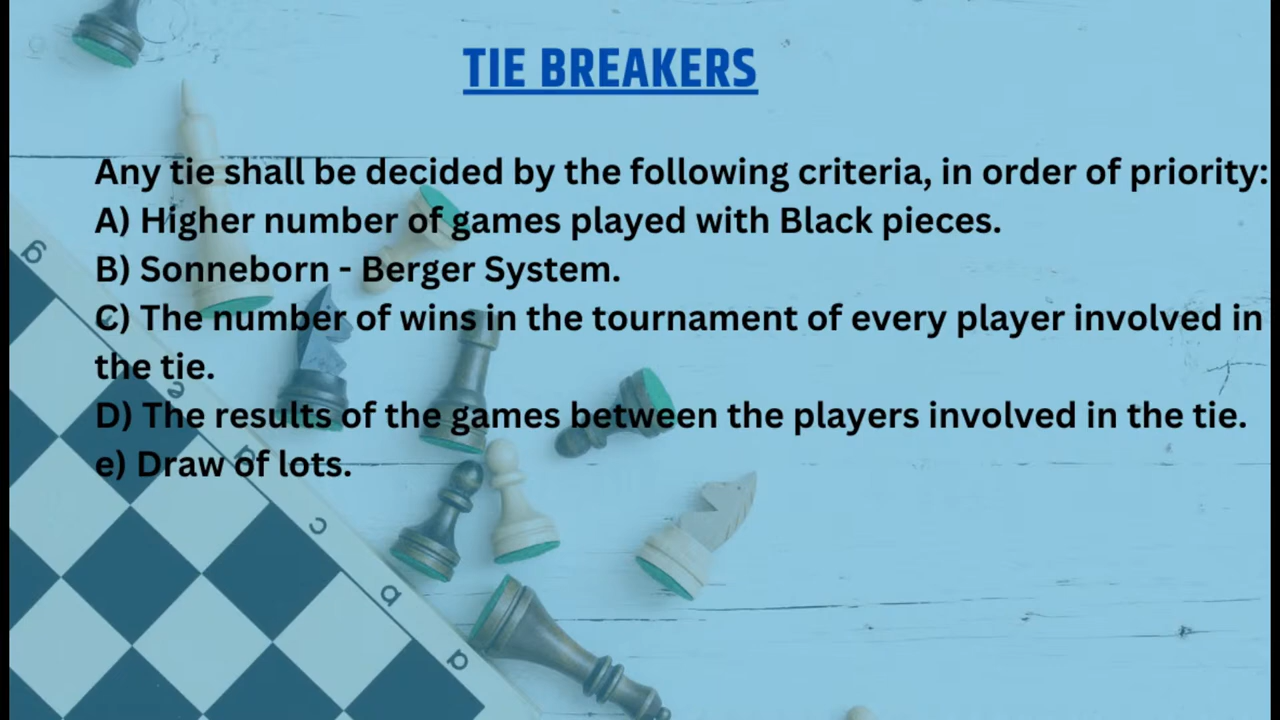 TIE BREAKERS
Any tie shall be decided by the following criteria, in order of priority:
A) Higher number of games played with Black pieces.
B) Sonneborn - Berger System.
C) The number of wins in the tournament of every player involved in
the tie.
D) The results of the games between the players involved in the tie.
e) Draw of lots.
g
e
c
a